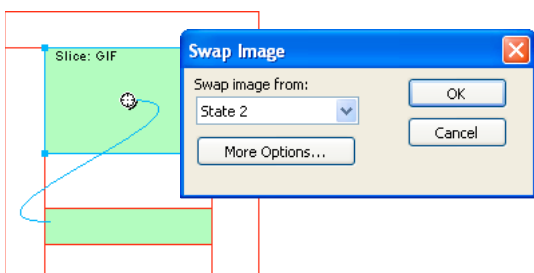 Slice: GIF
Swap Image
Swap image from:
State 2
More Options...
OK
Cancel